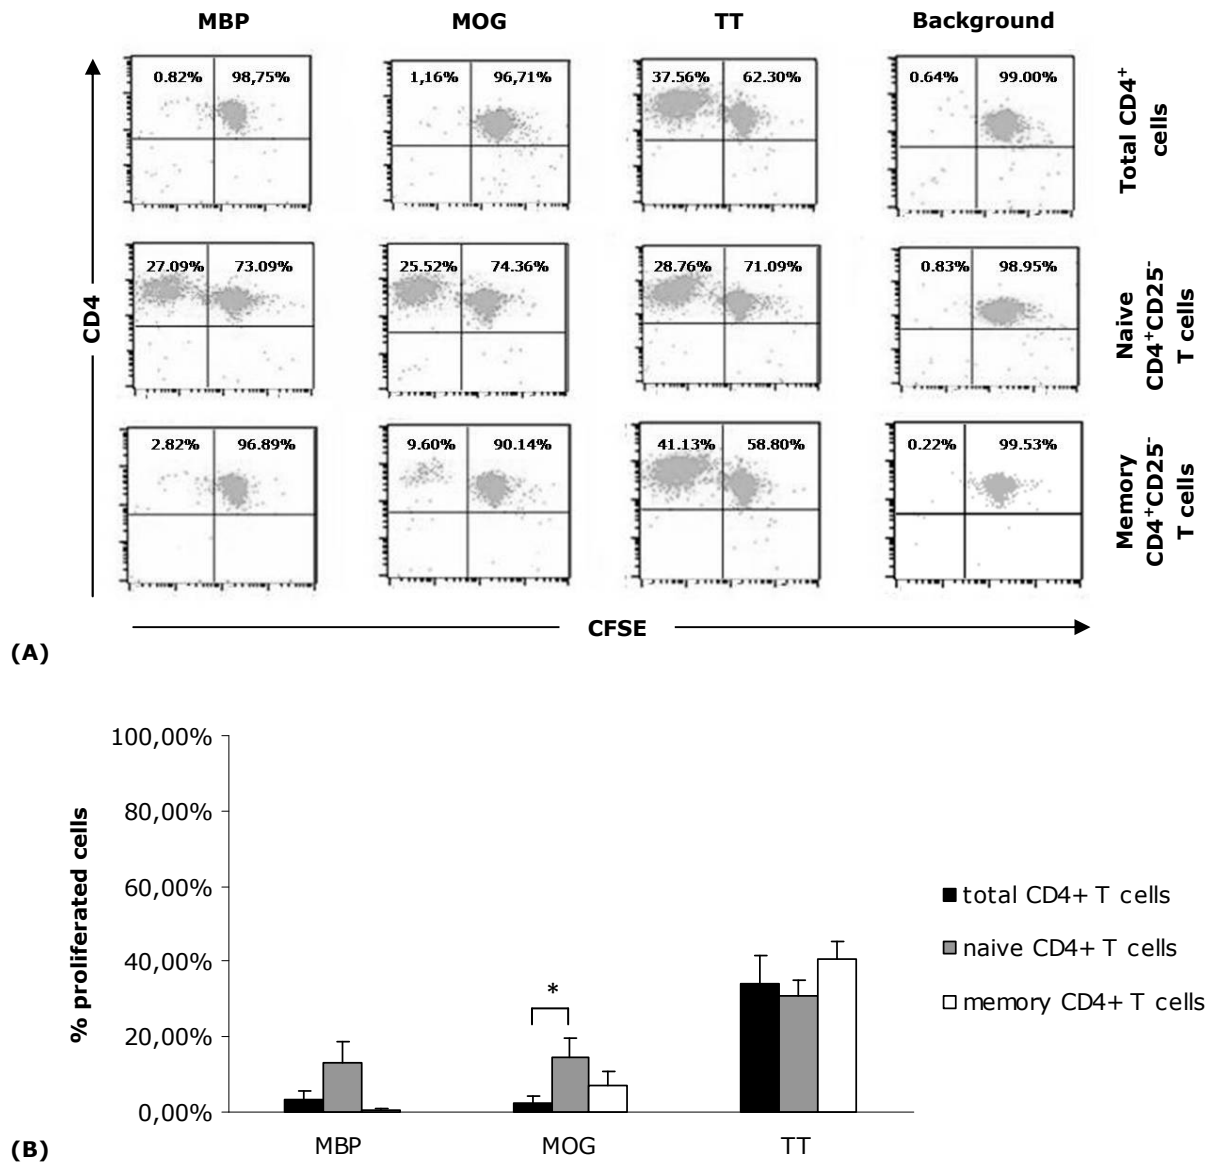 MBP MOG TT Background
0.82% 98,75% 1,16% 96,71% 37.56% 62.30% 0.64% 99.00%
Total CD4+
cells
27.09% 73.09% 25.52% 74.36% 28.76% 71.09% 0.83% 98.95%
Naive
CD4+CD25-
T cells
2.82% 96.89% 9.60% 90.14% 41.13% 58.80% 0.22% 99.53%
Memory
CD4+CD25-
T cells
CD4
CFSE
(A)
100,00%
80,00%
60,00%
40,00%
20,00%
0,00%
% proliferated cells
*
MBP MOG TT
total CD4+ T cells
naive CD4+ T cells
memory CD4+ T cells
(B)